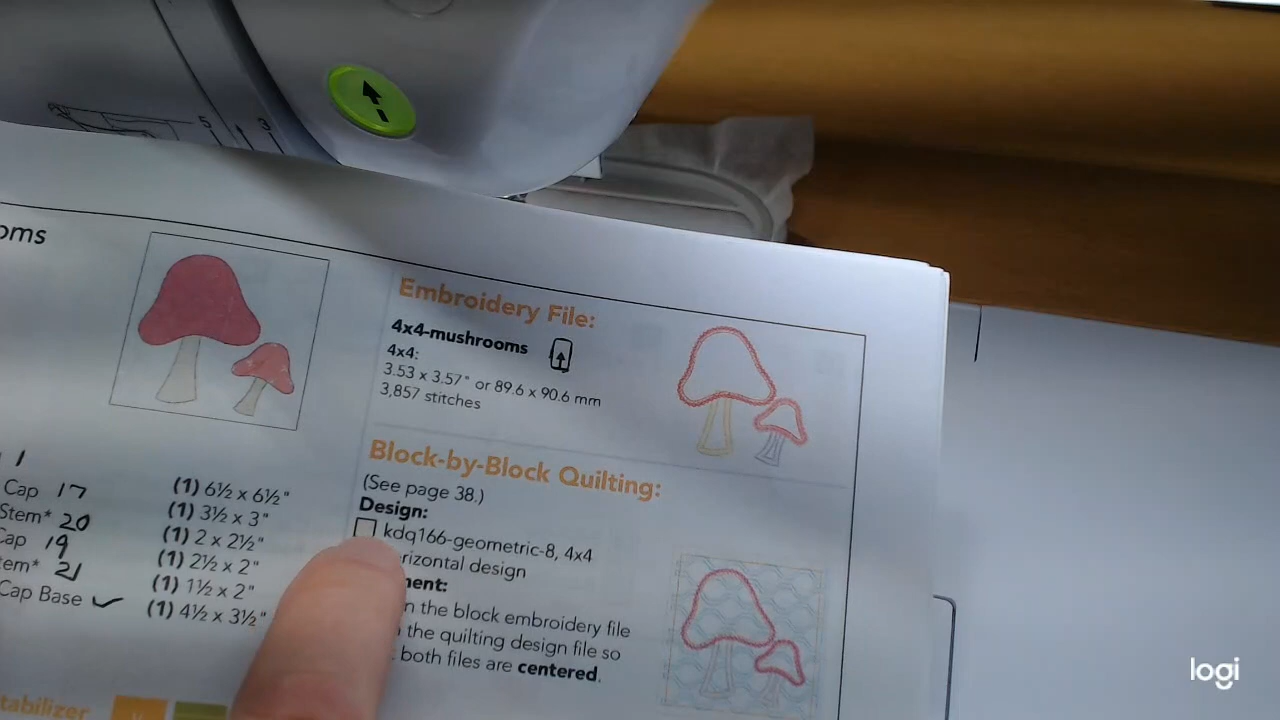 5
3
oms
Embroidery File:
4x4-mushrooms
4x4:
3.53 x 3.57" or 89.6 x 90.6 mm
3,857 stitches
Block-by-Block Quilting:
(See page 38.)
Design:
kdq166-geometric-8, 4x4
rizontal design
ment:
n the block embroidery file
the quilting design file so
both files are centered.
1
Cap 17 (1) 6½ x 6½"
Stem* 20 (1) 3½ x 3"
Cap 19 (1) 2 x 2½"
tem* 21 (1) 2½ x 2"
Cap Base ✓ (1) 1½ x 2"
(1) 4½ x 3½"
tabilizer
logi